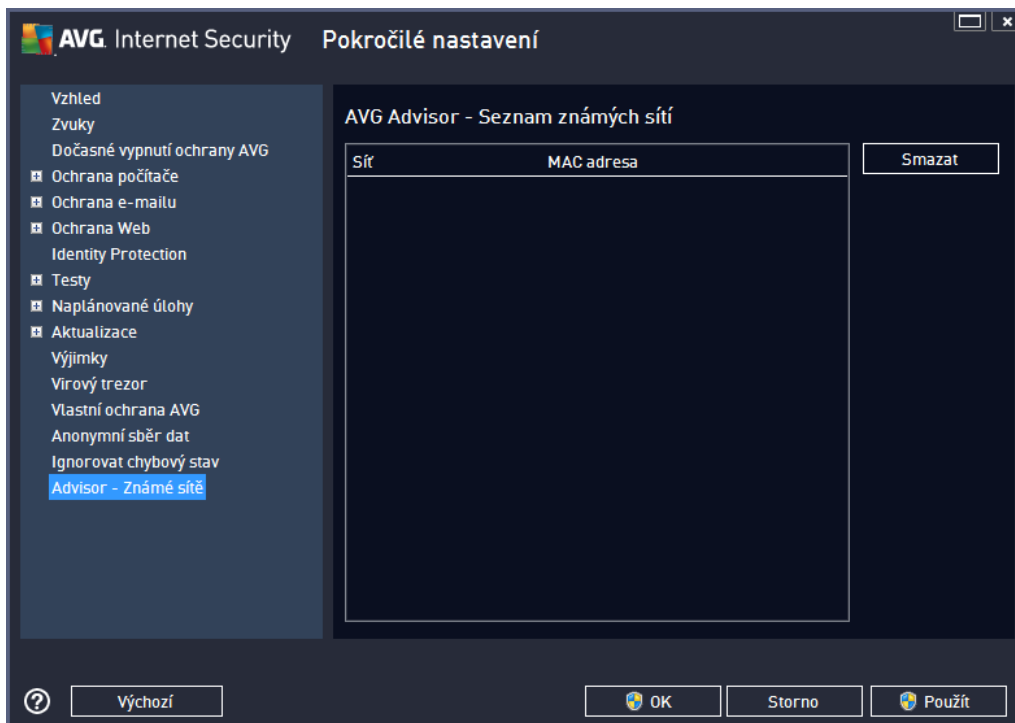 AVG. Internet Security Pokročilé nastavení
Vzhled
Zvuky
Dočasné vypnutí ochrany AVG
Ochrana počítače
Ochrana e-mailu
Ochrana Web
Identity Protection
Testy
Naplánované úlohy
Aktualizace
Výjimky
Virový trezor
Vlastní ochrana AVG
Anonymní sběr dat
Ignorovat chybový stav
Advisor - Známé sítě
AVG Advisor - Seznam známých sítí
Síť MAC adresa
Smazat
Výchozí
OK
Storno
Použít